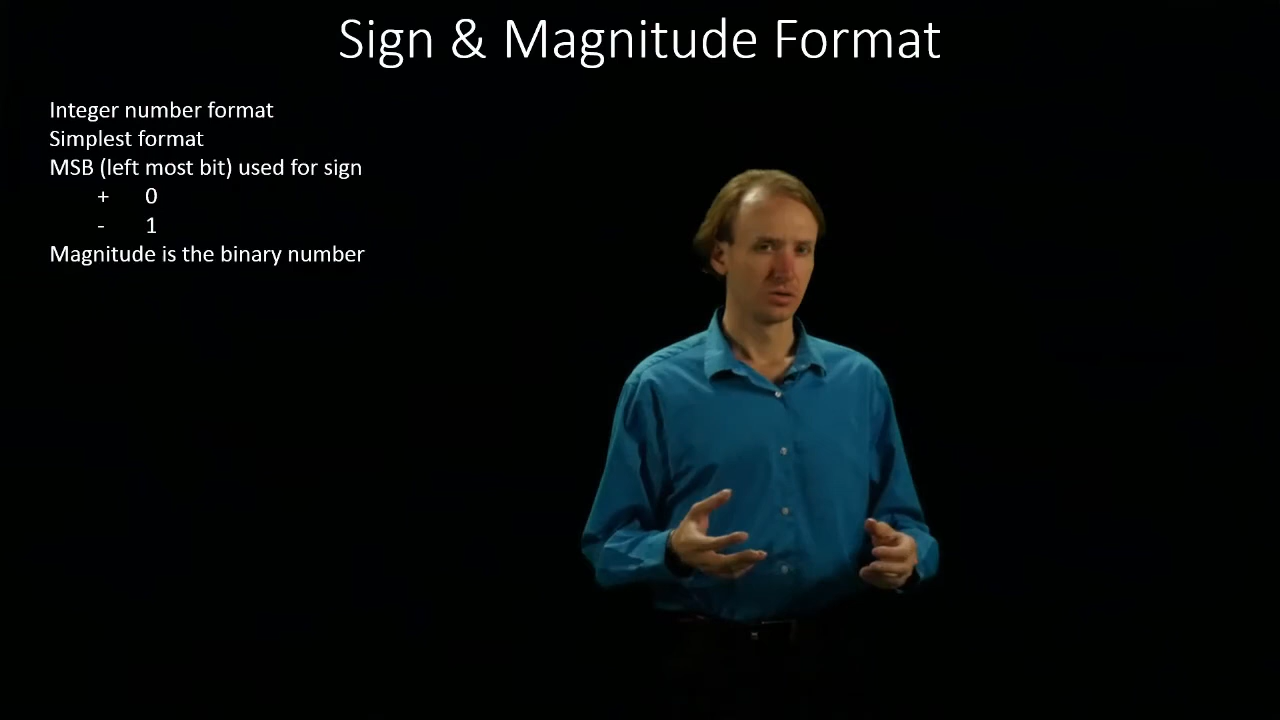 Sign & Magnitude Format
Integer number format
Simplest format
MSB (left most bit) used for sign
+ 0
- 1
Magnitude is the binary number